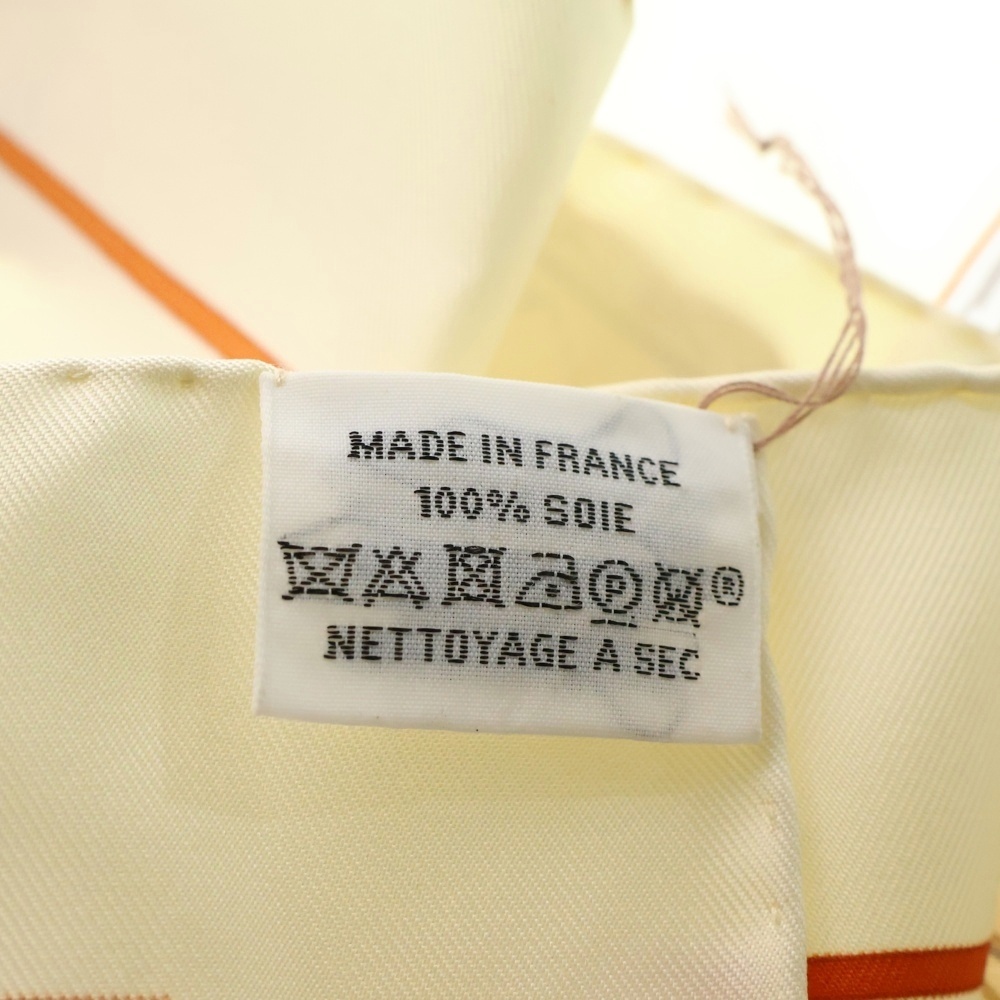 MADE IN FRANCE
100% SOIE
P ®
NETTOYAGE A SEC